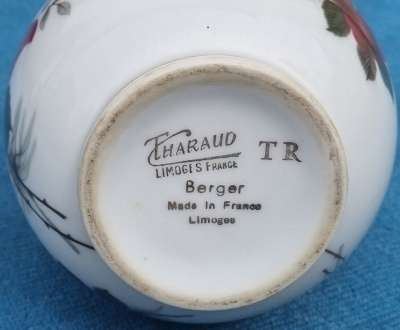 THARAUD TR
LIMOGES FRANCE
Berger
Made in France
Limoges